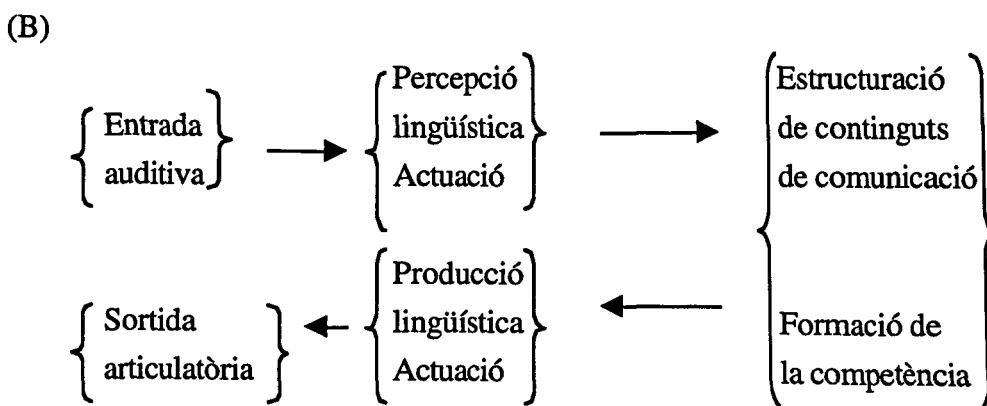 (B)
Entrada
auditiva
Percepció
lingüística
Actuació
Estructuració
de continguts
de comunicació
Sortida
articulatòria
Producció
lingüística
Actuació
Formació de
la competència